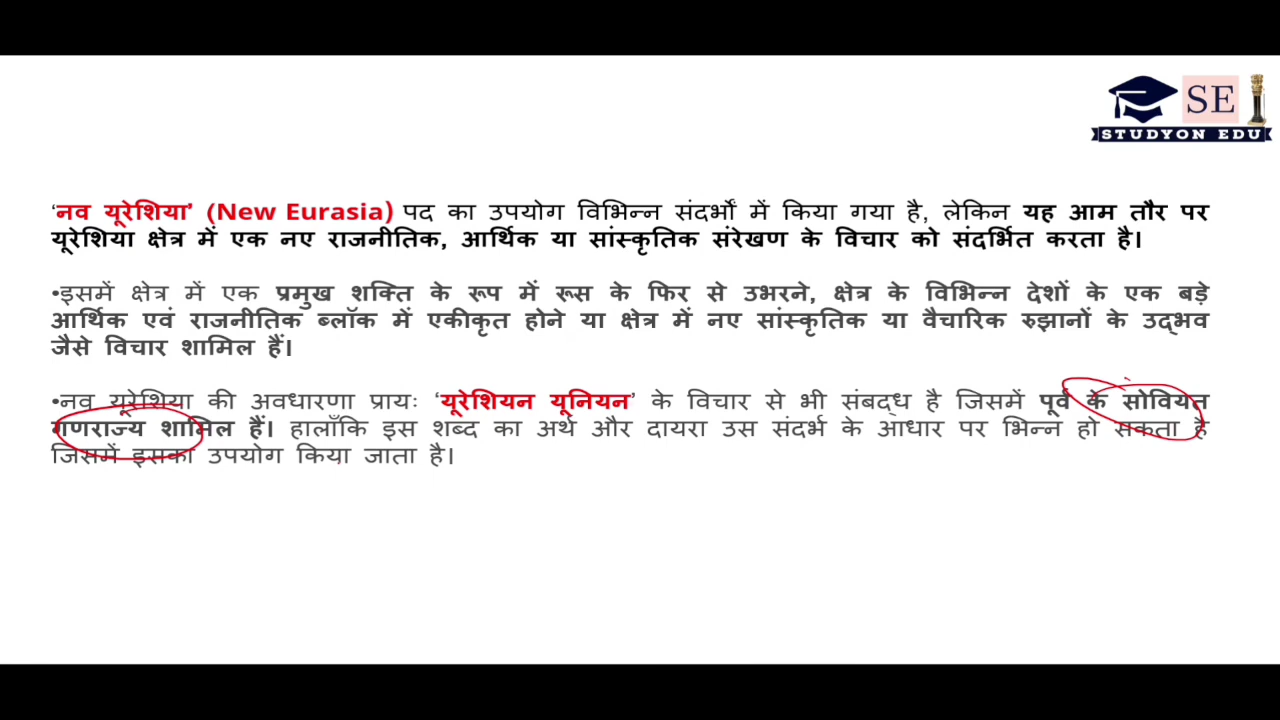 SE
STUDYON EDU
‘नव यूरेशिया’ (New Eurasia) पद का उपयोग विभिन्न संदर्भों में किया गया है, लेकिन यह आम तौर पर
यूरेशिया क्षेत्र में एक नए राजनीतिक, आर्थिक या सांस्कृतिक संरेखण के विचार को संदर्भित करता है।
•इसमें क्षेत्र में एक प्रमुख शक्ति के रूप में रूस के फिर से उभरने, क्षेत्र के विभिन्न देशों के एक बड़े
आर्थिक एवं राजनीतिक ब्लॉक में एकीकृत होने या क्षेत्र में नए सांस्कृतिक या वैचारिक रुझानों के उद्भव
जैसे विचार शामिल हैं।
•नव यूरेशिया की अवधारणा प्रायः ‘यूरेशियन यूनियन’ के विचार से भी संबद्ध है जिसमें पूर्व के सोवियत
गणराज्य शामिल हैं। हालाँकि इस शब्द का अर्थ और दायरा उस संदर्भ के आधार पर भिन्न हो सकता है
जिसमें इसका उपयोग किया जाता है।